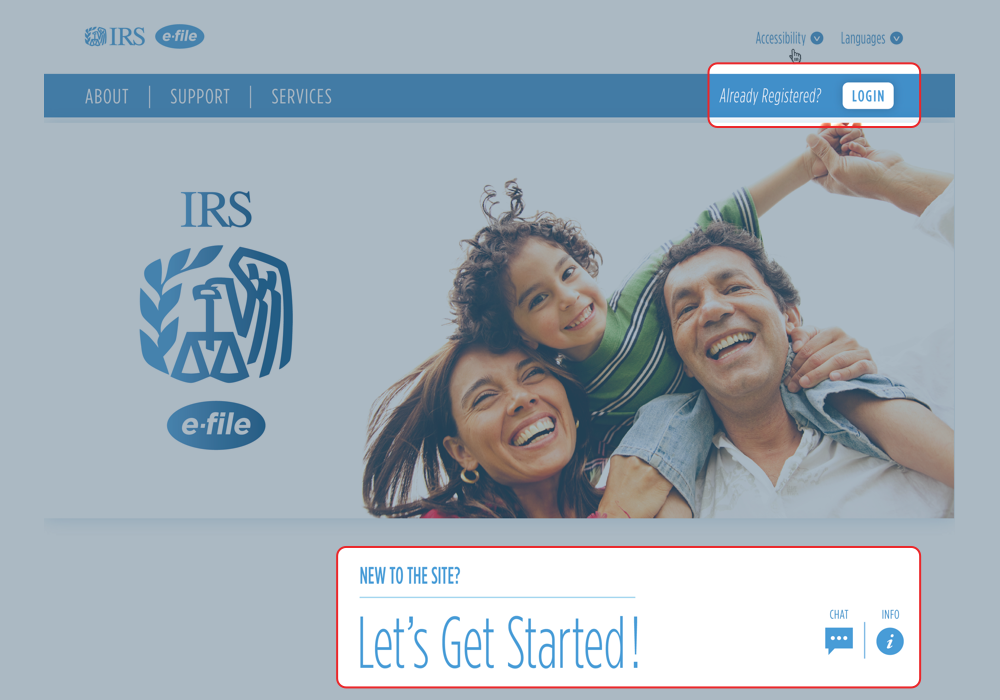 IRS e-file
Accessibility Languages
ABOUT SUPPORT SERVICES
Already Registered? LOGIN
IRS
e-file
NEW TO THE SITE?
Let's Get Started!
CHAT INFO